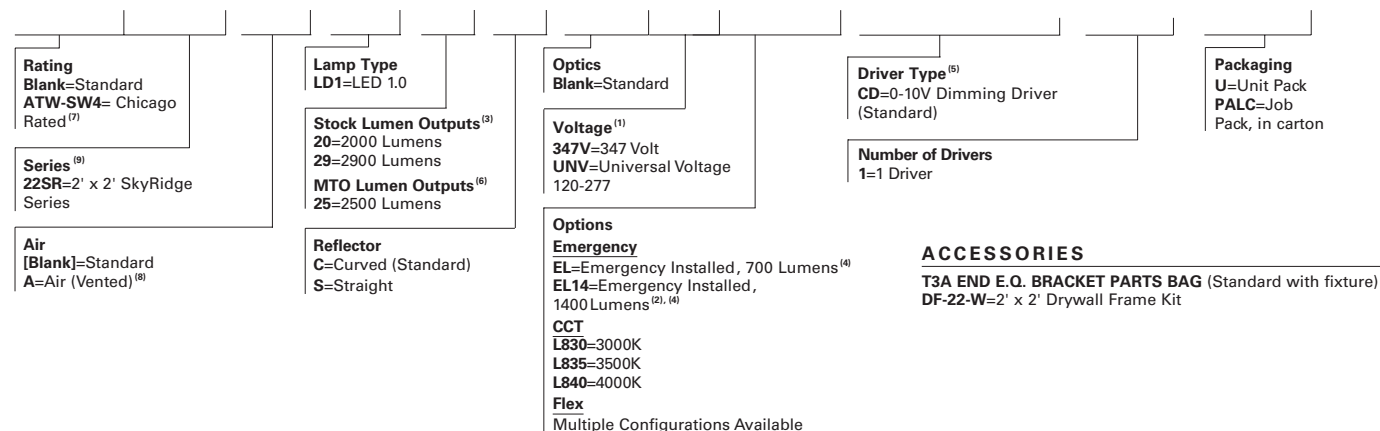 Rating
Blank=Standard
ATW-SW4= Chicago
Rated (7)
Series (9)
22SR=2' x 2' SkyRidge
Series
Air
[Blank]=Standard
A=Air (Vented) (8)
Lamp Type
LD1=LED 1.0
Stock Lumen Outputs (3)
20=2000 Lumens
29=2900 Lumens
MTO Lumen Outputs (6)
25=2500 Lumens
Reflector
C=Curved (Standard)
S=Straight
Optics
Blank=Standard
Voltage (1)
347V=347 Volt
UNV=Universal Voltage
120-277
Options
Emergency
EL=Emergency Installed, 700 Lumens (4)
EL14=Emergency Installed,
1400Lumens (2), (4)
CCT
L830=3000K
L835=3500K
L840=4000K
Flex
Multiple Configurations Available
Driver Type (5)
CD=0-10V Dimming Driver
(Standard)
Number of Drivers
1=1 Driver
Packaging
U=Unit Pack
PALC=Job
Pack, in carton
ACCESSORIES
T3A END E.Q. BRACKET PARTS BAG (Standard with fixture)
DF-22-W=2' x 2' Drywall Frame Kit